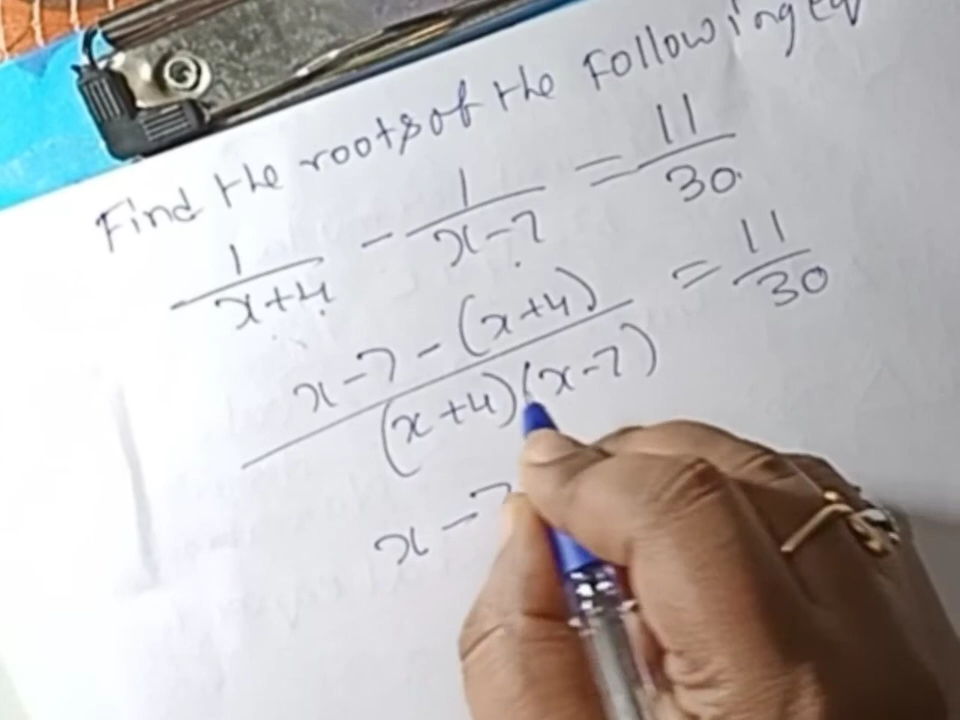 Find the roots of the Following eq
1/(x+4) - 1/(x-7) = 11/30
(x-7-(x+4))/((x+4)(x-7)) = 11/30
x-7